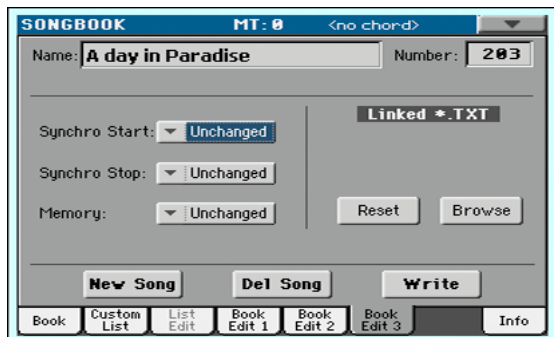 SONGBOOK MT: 0 <no chord>
Name: A day in Paradise Number: 203
Linked *.TXT
Synchro Start: Unchanged
Synchro Stop: Unchanged
Memory: Unchanged Reset Browse
New Song Del Song Write
Book Custom List List Edit Book Edit 1 Book Edit 2 Book Edit 3 Info